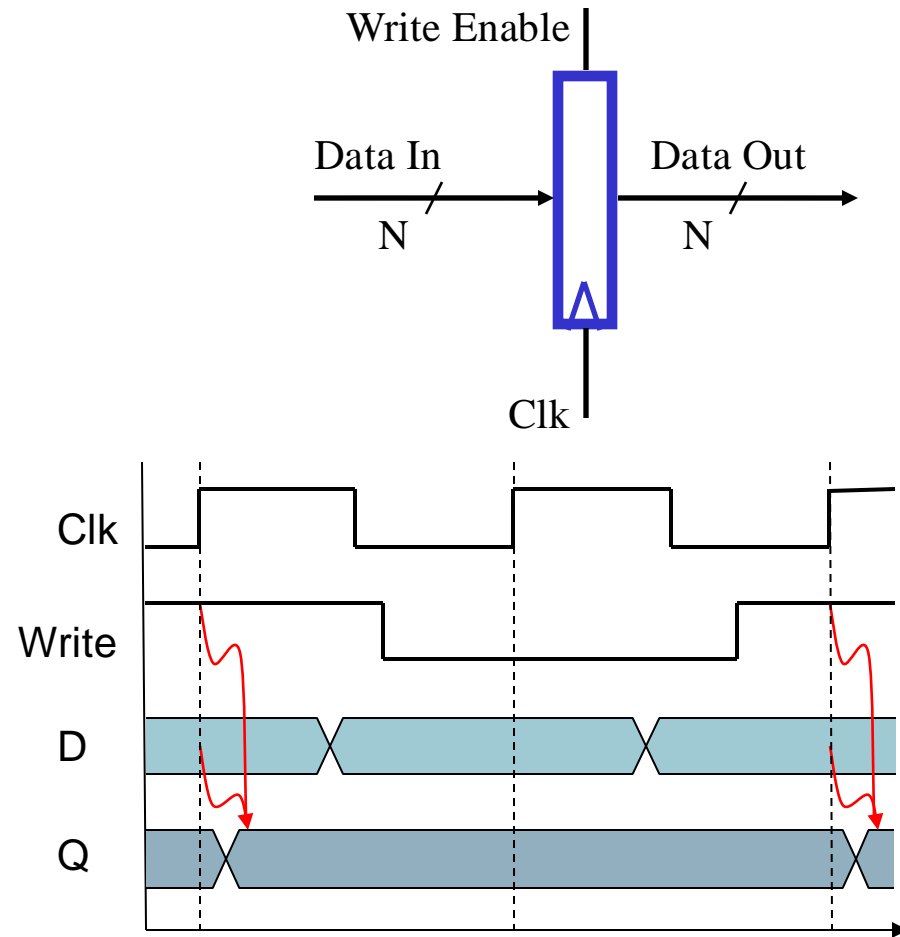 Write Enable
Data In
Data Out
N
N
Clk
Clk
Write
D
Q